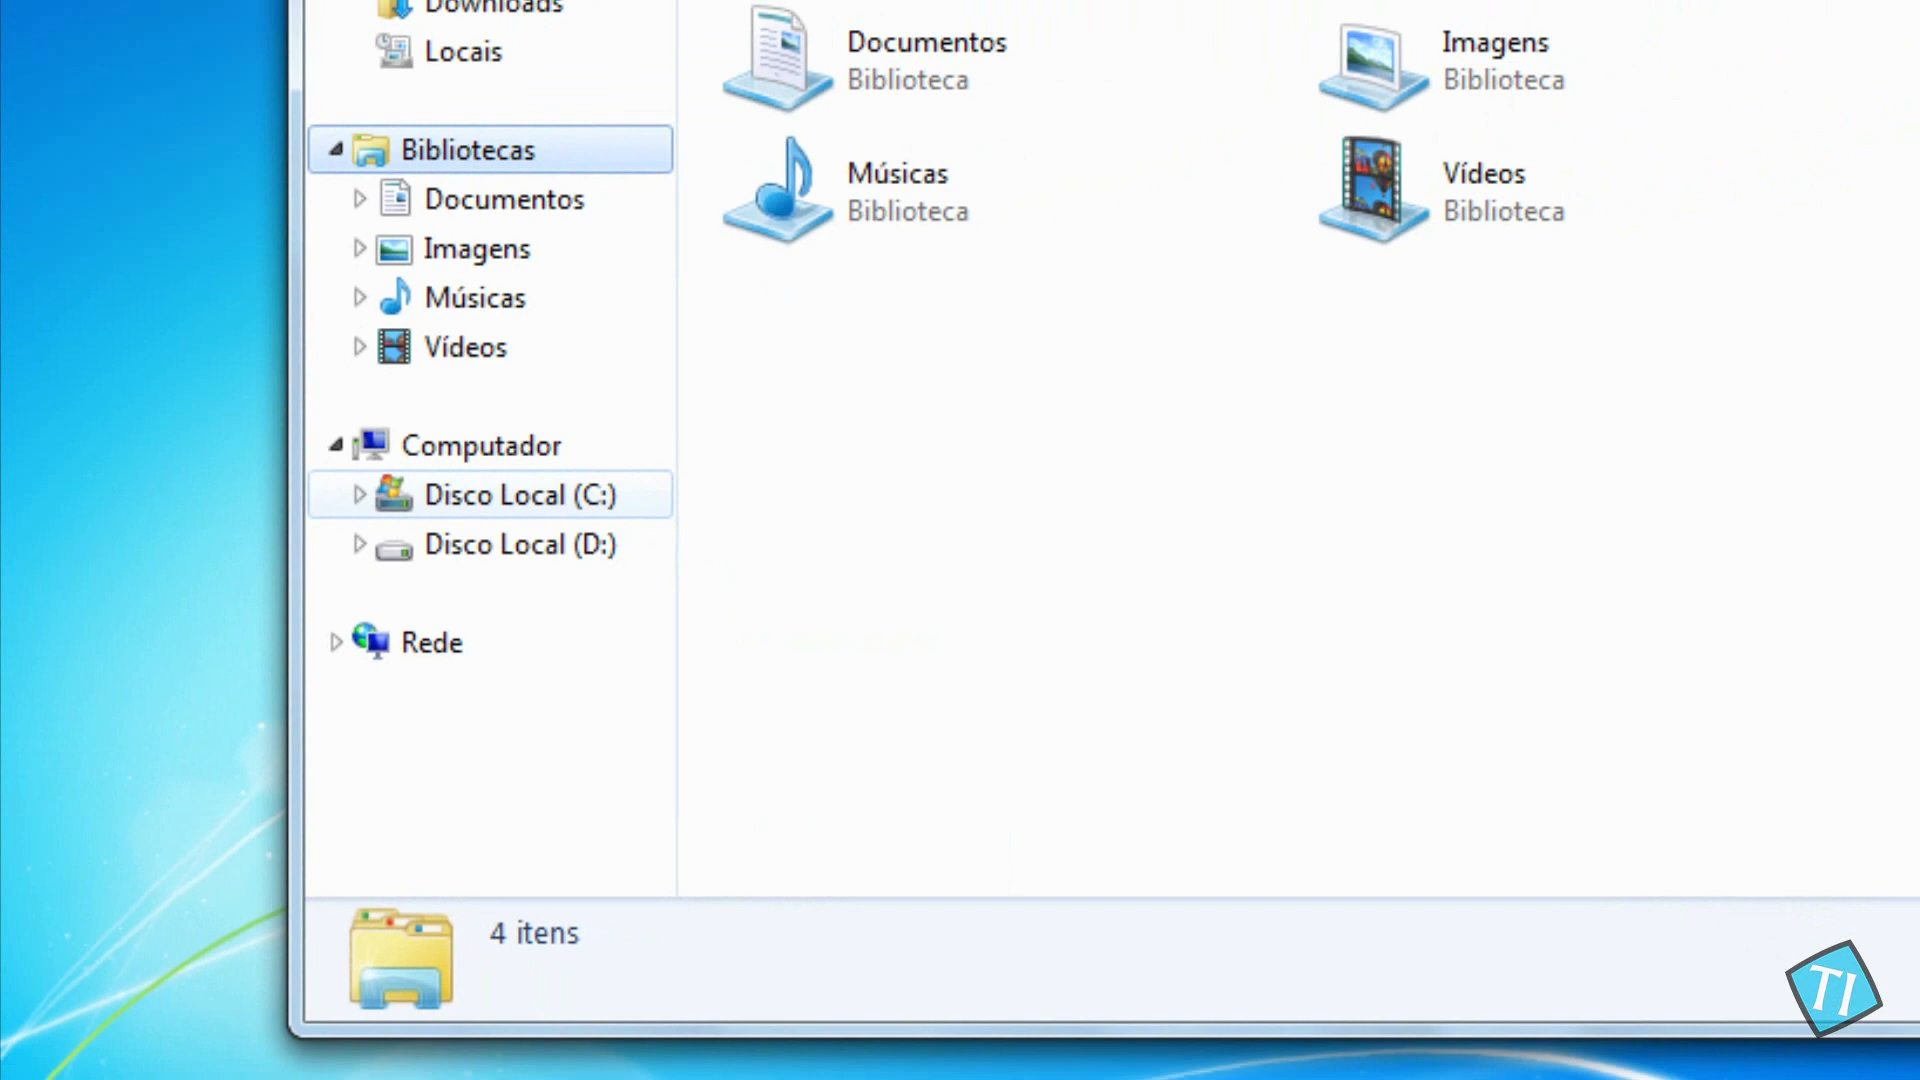 Downloads
Locais
Bibliotecas
Documentos
Imagens
Músicas
Vídeos
Computador
Disco Local (C:)
Disco Local (D:)
Rede
Documentos
Biblioteca
Imagens
Biblioteca
Músicas
Biblioteca
Vídeos
Biblioteca
4 itens
TI